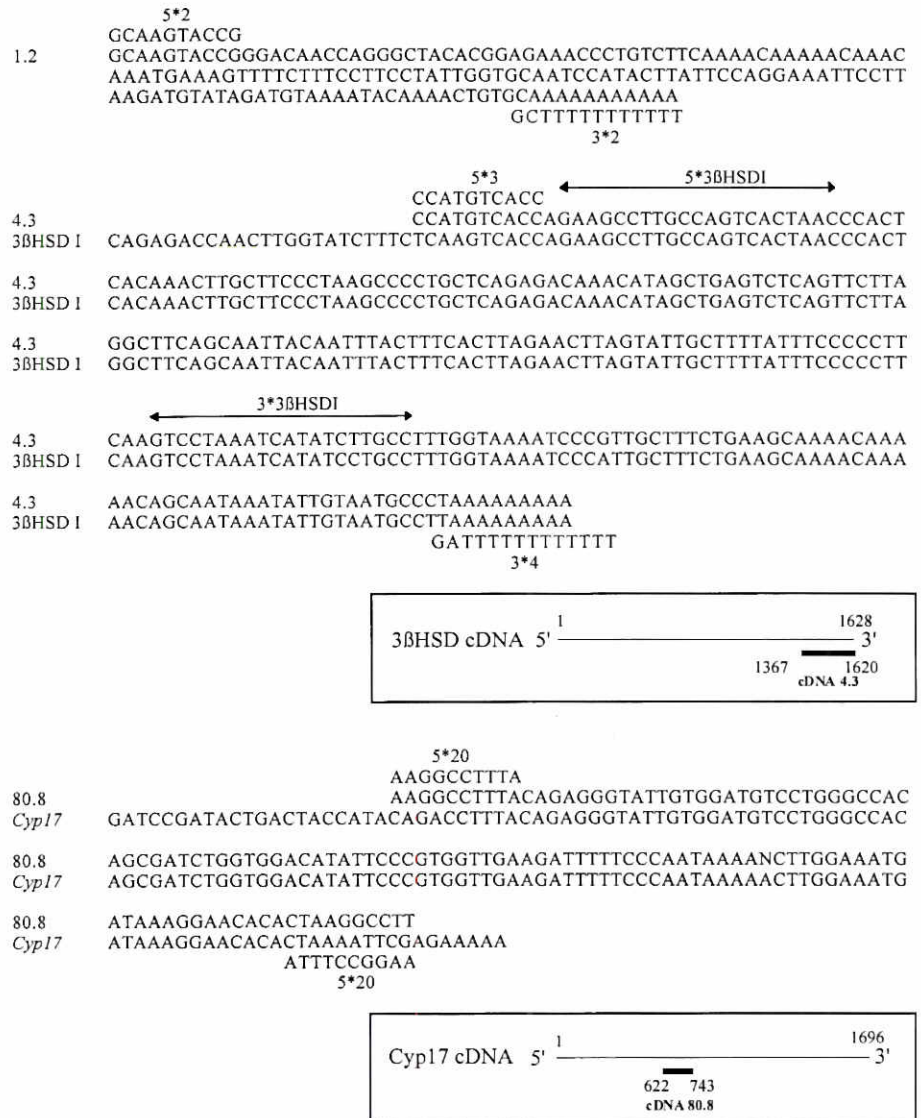 5*2
GCAAGTACCG
1.2 GCAAGTACCGGGACAACCAGGGCTACACGGAGAAACCCTGTCTTCAAAACAAAAACAAAC
AAATGAAAGTTTTCTTTCCTTCCTATTGGTGCAATCCATACTTATTCCAGGAAATTCCTT
AAGATGTATAGATGTAAAATACAAAACTGTGCAAAAAAAAAAA
GCTTTTTTTTTTT
3*2
5*3 5*3ßHSDI
CCATGTCACC
4.3 CCATGTCACCAGAAGCCTTGCCAGTCACTAACCCACT
3ßHSD I CAGAGACCAACTTGGTATCTTTCTCAAGTCACCAGAAGCCTTGCCAGTCACTAACCCACT
4.3 CACAAACTTGCTTCCCTAAGCCCCTGCTCAGAGACAAACATAGCTGAGTCTCAGTTCTTA
3ßHSD I CACAAACTTGCTTCCCTAAGCCCCTGCTCAGAGACAAACATAGCTGAGTCTCAGTTCTTA
4.3 GGCTTCAGCAATTACAATTTACTTTCACTTAGAACTTAGTATTGCTTTTATTTCCCCCTT
3ßHSD I GGCTTCAGCAATTACAATTTACTTTCACTTAGAACTTAGTATTGCTTTTATTTCCCCCTT
3*3ßHSDI
4.3 CAAGTCCTAAATCATATCTTGCCTTTGGTAAAATCCCGTTGCTTTCTGAAGCAAAACAAA
3ßHSD I CAAGTCCTAAATCATATCCTGCCTTTGGTAAAATCCCATTGCTTTCTGAAGCAAAACAAA
4.3 AACAGCAATAAATATTGTAATGCCCTAAAAAAAAA
3ßHSD I AACAGCAATAAATATTGTAATGCCTTAAAAAAAAA
GATTTTTTTTTTTT
3*4
1 1628
3ßHSD cDNA 5' 3'
1367 1620
cDNA 4.3
5*20
AAGGCCTTTA
80.8 AAGGCCTTTACAGAGGGTATTGTGGATGTCCTGGGCCAC
Cyp17 GATCCGATACTGACTACCATACAGACCTTTACAGAGGGTATTGTGGATGTCCTGGGCCAC
80.8 AGCGATCTGGTGGACATATTCCCGTGGTTGAAGATTTTTCCCAATAAAANCTTGGAAATG
Cyp17 AGCGATCTGGTGGACATATTCCCGTGGTTGAAGATTTTTCCCAATAAAAACTTGGAAATG
80.8 ATAAAGGAACACACTAAGGCCTT
Cyp17 ATAAAGGAACACACTAAAATTCGAGAAAAA
ATTTCCGGAA
5*20
1 1696
Cyp17 cDNA 5' 3'
622 743
cDNA 80.8